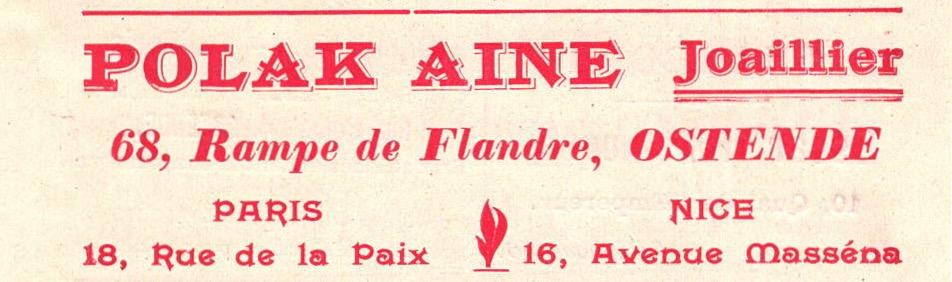 POLAK AINE Joaillier
68, Rampe de Flandre, OSTENDE
PARIS NICE
18, Rue de la Paix 16, Avenue Masséna